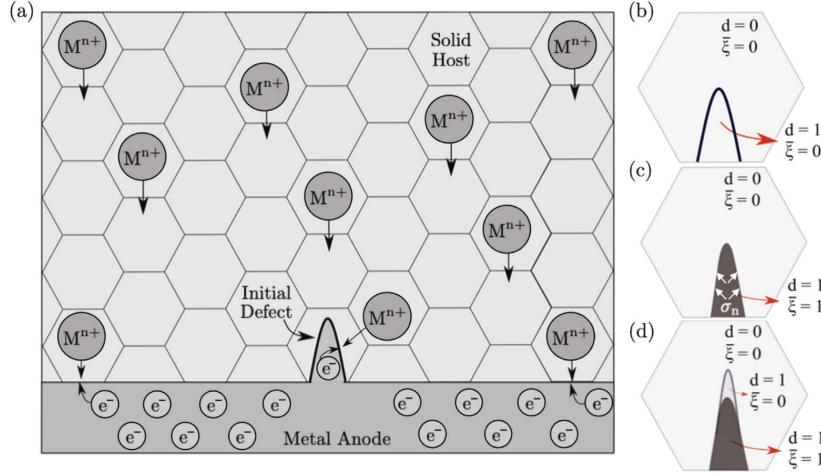 (a)
Mⁿ⁺
Mⁿ⁺
Mⁿ⁺
Solid
Host
Mⁿ⁺
Mⁿ⁺
Mⁿ⁺
Mⁿ⁺
Initial
Defect
Mⁿ⁺
Mⁿ⁺
Mⁿ⁺
e⁻
e⁻
e⁻
e⁻
e⁻
e⁻
e⁻
e⁻
e⁻
e⁻
e⁻
e⁻
Metal Anode
e⁻
e⁻
(b)
d = 0
ξ̄ = 0
d = 1
ξ̄ = 0
(c)
d = 0
ξ̄ = 0
σₙ
d = 1
ξ̄ = 1
(d)
d = 0
ξ̄ = 0
d = 1
ξ̄ = 0
d = 1
ξ̄ = 1